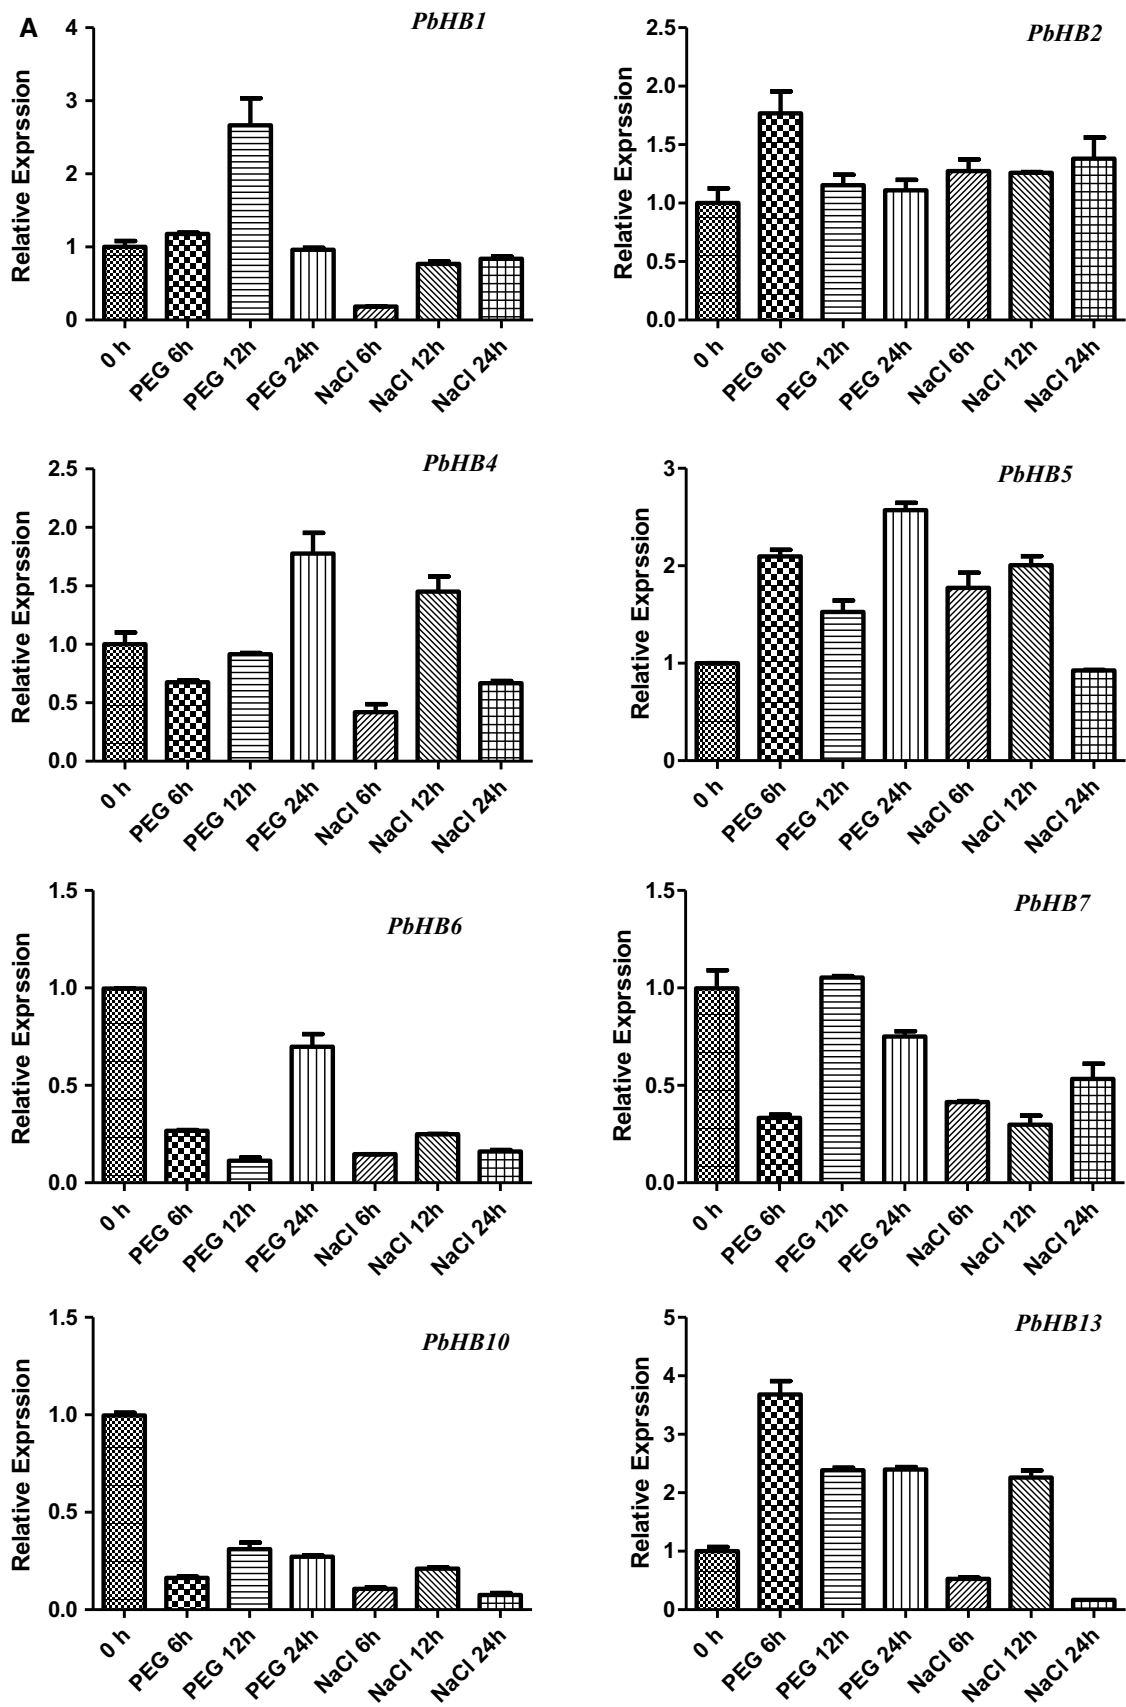 A
PbHB1
Relative Exprssion
4
3
2
1
0
0 h
PEG 6h
PEG 12h
PEG 24h
NaCl 6h
NaCl 12h
NaCl 24h
PbHB2
Relative Exprssion
2.5
2.0
1.5
1.0
0.5
0.0
0 h
PEG 6h
PEG 12h
PEG 24h
NaCl 6h
NaCl 12h
NaCl 24h
PbHB4
Relative Exprssion
2.5
2.0
1.5
1.0
0.5
0.0
0 h
PEG 6h
PEG 12h
PEG 24h
NaCl 6h
NaCl 12h
NaCl 24h
PbHB5
Relative Exprssion
3
2
1
0
0 h
PEG 6h
PEG 12h
PEG 24h
NaCl 6h
NaCl 12h
NaCl 24h
PbHB6
Relative Exprssion
1.5
1.0
0.5
0.0
0 h
PEG 6h
PEG 12h
PEG 24h
NaCl 6h
NaCl 12h
NaCl 24h
PbHB7
Relative Exprssion
1.5
1.0
0.5
0.0
0 h
PEG 6h
PEG 12h
PEG 24h
NaCl 6h
NaCl 12h
NaCl 24h
PbHB10
Relative Exprssion
1.5
1.0
0.5
0.0
0 h
PEG 6h
PEG 12h
PEG 24h
NaCl 6h
NaCl 12h
NaCl 24h
PbHB13
Relative Exprssion
5
4
3
2
1
0
0 h
PEG 6h
PEG 12h
PEG 24h
NaCl 6h
NaCl 12h
NaCl 24h